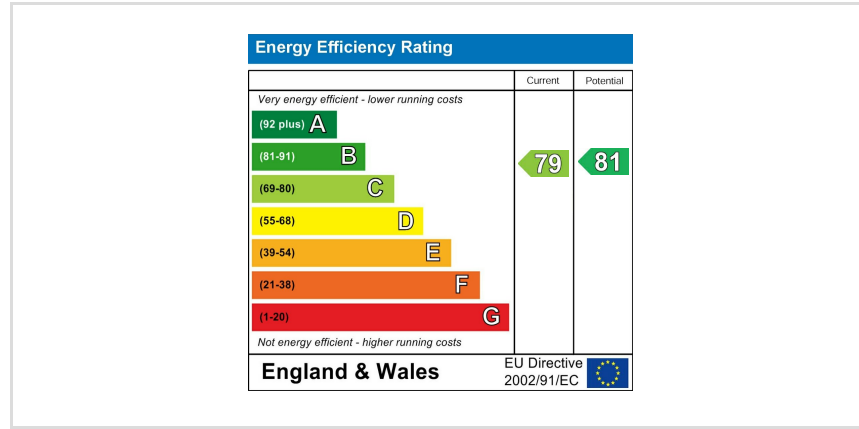 Energy Efficiency Rating
Current Potential
Very energy efficient - lower running costs
(92 plus) A
(81-91) B
79 81
(69-80) C
(55-68) D
(39-54) E
(21-38) F
(1-20) G
Not energy efficient - higher running costs
England & Wales
EU Directive
2002/91/EC